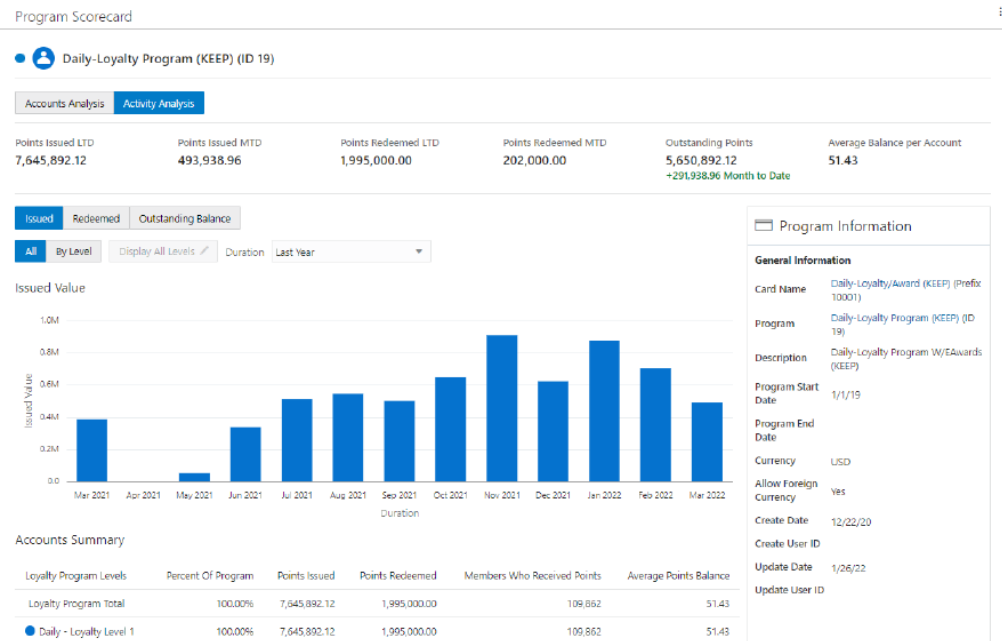 Program Scorecard
Daily-Loyalty Program (KEEP) (ID 19)
Accounts Analysis Activity Analysis
Points Issued LTD Points Issued MTD Points Redeemed LTD Points Redeemed MTD Outstanding Points Average Balance per Account
7,645,892.12 493,938.96 1,995,000.00 202,000.00 5,650,892.12 51.43
+291,938.96 Month to Date
Issued Redeemed Outstanding Balance
All By Level Display All Levels Duration Last Year
Issued Value
1.0M
0.8M
0.6M
0.4M
0.2M
0.0
Issued Value
Mar 2021 Apr 2021 May 2021 Jun 2021 Jul 2021 Aug 2021 Sep 2021 Oct 2021 Nov 2021 Dec 2021 Jan 2022 Feb 2022 Mar 2022
Duration
Accounts Summary
Loyalty Program Levels Percent Of Program Points Issued Points Redeemed Members Who Received Points Average Points Balance
Loyalty Program Total 100.00% 7,645,892.12 1,995,000.00 109,862 51.43
Daily - Loyalty Level 1 100.00% 7,645,892.12 1,995,000.00 109,862 51.43
Program Information
General Information
Card Name Daily-Loyalty/Award (KEEP) (Prefix
10001)
Program Daily-Loyalty Program (KEEP) (ID
19)
Description Daily-Loyalty Program W/EAwards
(KEEP)
Program Start
Date 1/1/19
Program End
Date
Currency USD
Allow Foreign
Currency Yes
Create Date 12/22/20
Create User ID
Update Date 1/26/22
Update User ID